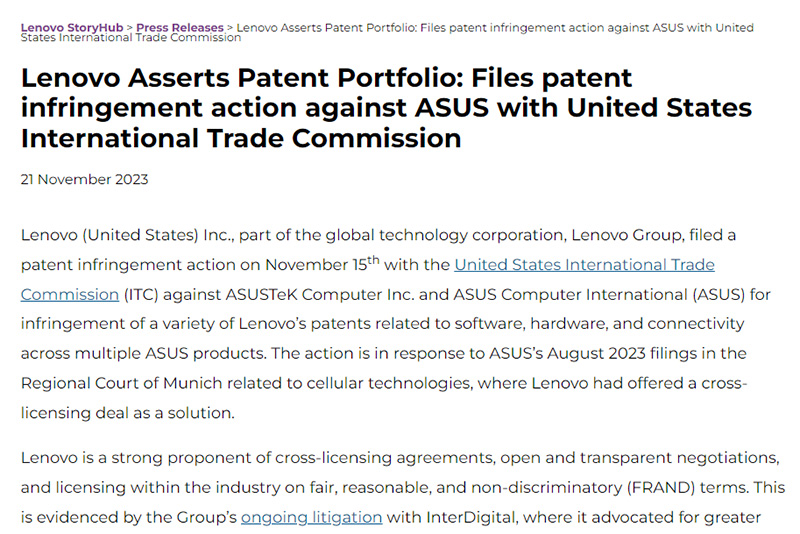 Lenovo StoryHub > Press Releases > Lenovo Asserts Patent Portfolio: Files patent infringement action against ASUS with United
States International Trade Commission
Lenovo Asserts Patent Portfolio: Files patent
infringement action against ASUS with United States
International Trade Commission
21 November 2023
Lenovo (United States) Inc., part of the global technology corporation, Lenovo Group, filed a
patent infringement action on November 15th with the United States International Trade
Commission (ITC) against ASUSTeK Computer Inc. and ASUS Computer International (ASUS) for
infringement of a variety of Lenovo’s patents related to software, hardware, and connectivity
across multiple ASUS products. The action is in response to ASUS’s August 2023 filings in the
Regional Court of Munich related to cellular technologies, where Lenovo had offered a cross-
licensing deal as a solution.
Lenovo is a strong proponent of cross-licensing agreements, open and transparent negotiations,
and licensing within the industry on fair, reasonable, and non-discriminatory (FRAND) terms. This
is evidenced by the Group’s ongoing litigation with InterDigital, where it advocated for greater